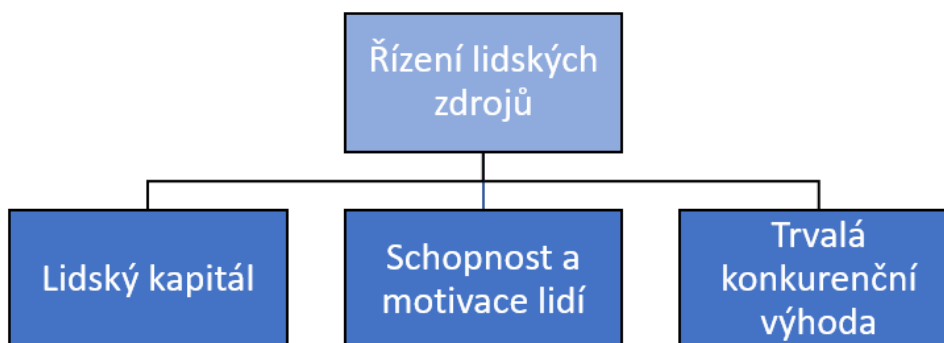 Řízení lidských
zdrojů
Lidský kapitál
Schopnost a
motivace lidí
Trvalá
konkurenční
výhoda